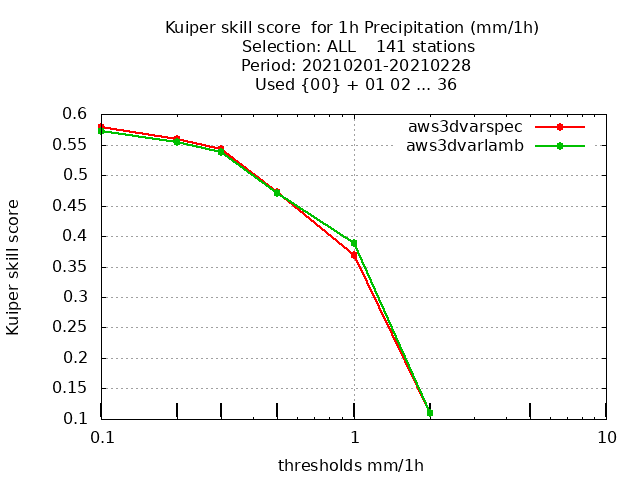 Kuiper skill score  for 1h Precipitation (mm/1h)
Selection: ALL    141 stations
Period: 20210201-20210228
Used {00} + 01 02 ... 36
aws3dvarspec
aws3dvarlamb
0.6
0.55
0.5
0.45
0.4
0.35
0.3
0.25
0.2
0.15
0.1
Kuiper skill score
0.1
1
10
thresholds mm/1h